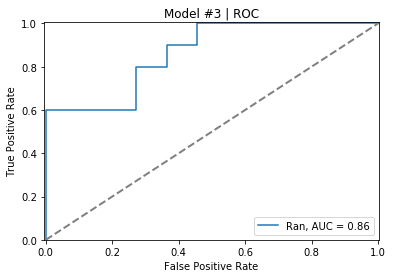 Model #3 | ROC
1.0
0.8
0.6
0.4
0.2
0.0
True Positive Rate
Ran, AUC = 0.86
0.0 0.2 0.4 0.6 0.8 1.0
False Positive Rate